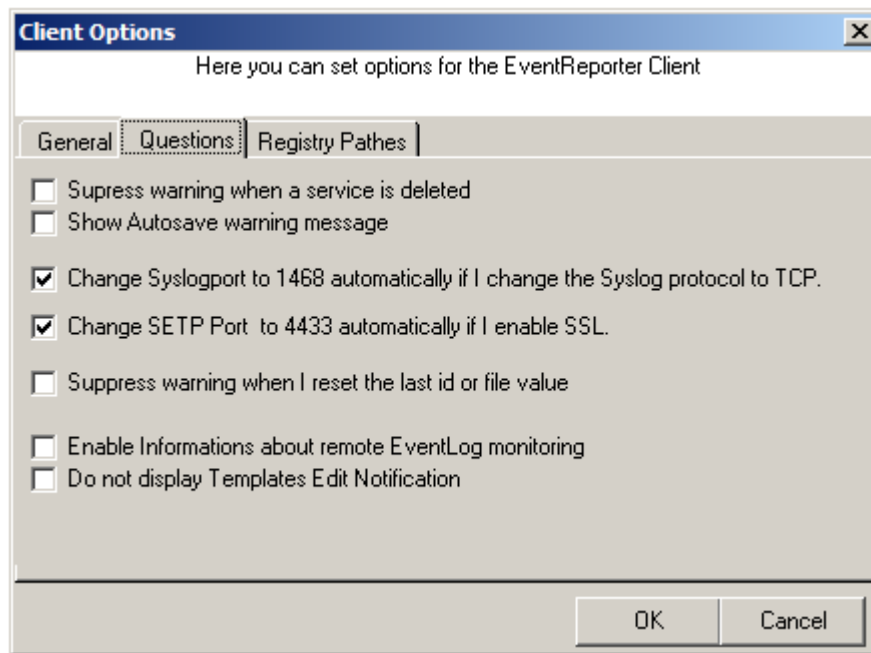 Client Options
Here you can set options for the EventReporter Client
General Questions Registry Pathes
Supress warning when a service is deleted
Show Autosave warning message
Change Syslogport to 1468 automatically if I change the Syslog protocol to TCP.
Change SETP Port  to 4433 automatically if I enable SSL.
Suppress warning when I reset the last id or file value
Enable Informations about remote EventLog monitoring
Do not display Templates Edit Notification
OK Cancel